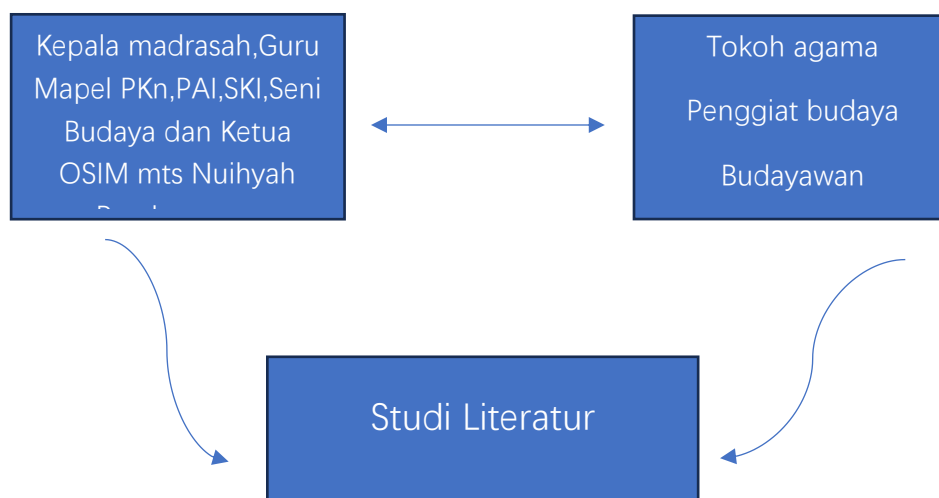 Kepala madrasah,Guru
Mapel PKn,PAI,SKI,Seni
Budaya dan Ketua
OSIM mts Nuihyah
Tokoh agama
Penggiat budaya
Budayawan
Studi Literatur